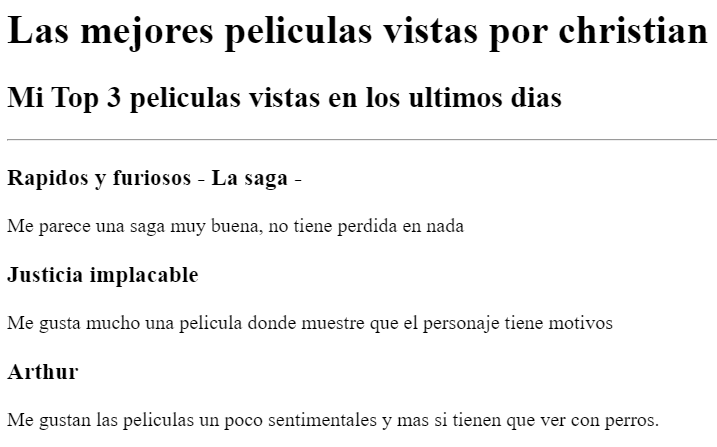 Las mejores peliculas vistas por christian
Mi Top 3 peliculas vistas en los ultimos dias
Rapidos y furiosos - La saga -
Me parece una saga muy buena, no tiene perdida en nada
Justicia implacable
Me gusta mucho una pelicula donde muestre que el personaje tiene motivos
Arthur
Me gustan las peliculas un poco sentimentales y mas si tienen que ver con perros.